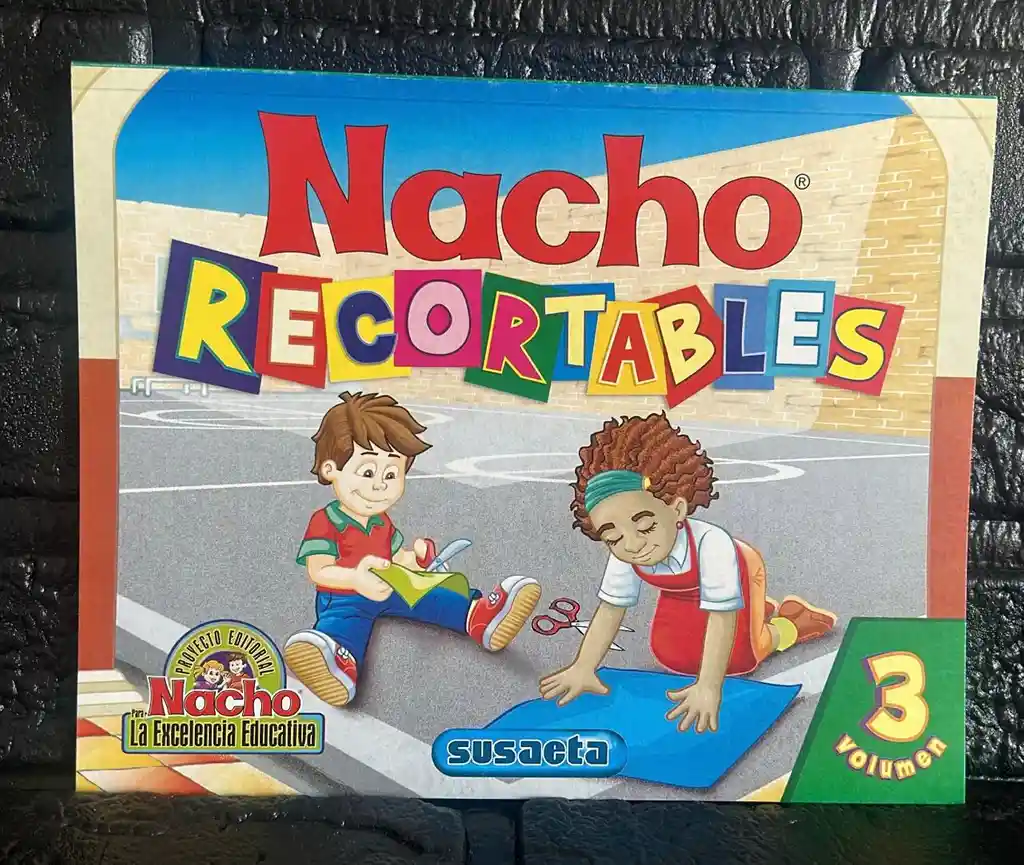 Nacho®
RECORTABLES
PROYECTO EDITORIAL
Nacho®
Para
La Excelencia Educativa
susaeta
3
volumen